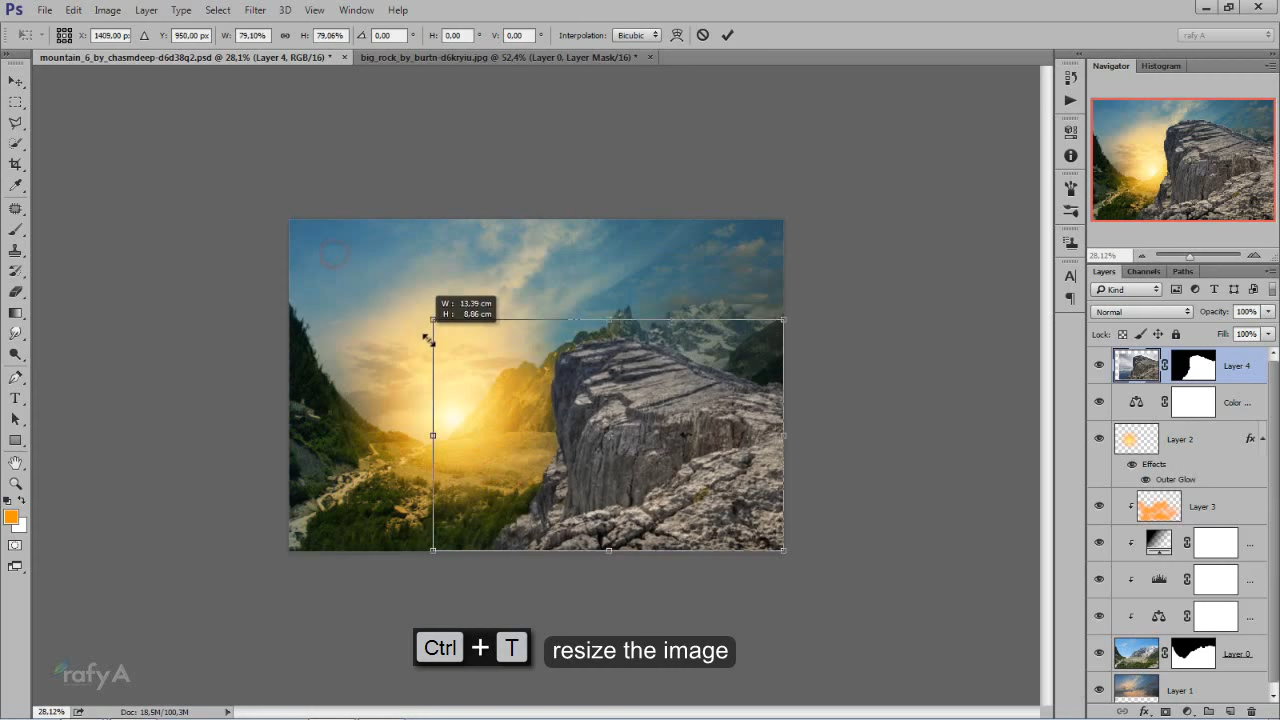 Ps File Edit Image Layer Type Select Filter 3D View Window Help
X: 1409,00 px Y: 950,00 px W: 79,10% H: 79,06% 0,00 ° H: 0,00 ° V: 0,00 ° Interpolation: Bicubic rafy A
mountain_6_by_chasmdeep-d6d38q2.psd @ 28,1% (Layer 4, RGB/16) * × big_rock_by_burtn-d6kryiu.jpg @ 52,4% (Layer 0, Layer Mask/16) * ×
Navigator Histogram
28,12%
Layers Channels Paths
Kind
Normal Opacity: 100%
Lock: Fill: 100%
Layer 4
Color ...
Layer 2 fx
Effects
Outer Glow
Layer 3
...
...
...
Layer 0
Layer 1
W : 13,39 cm
H : 8,86 cm
Ctrl + T resize the image
rafy A
28,12% Doc: 18,5M/100,3M